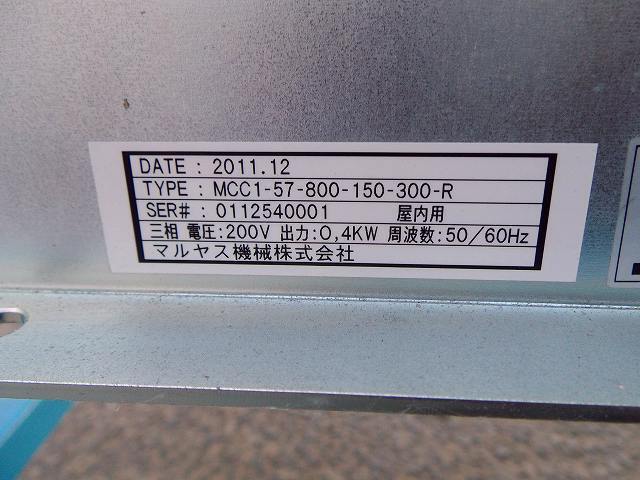 DATE : 2011.12
TYPE : MCC1-57-800-150-300-R
SER# : 0112540001 屋内用
三相 電圧:200V 出力:0,4KW 周波数:50/60Hz
マルヤス機械株式会社